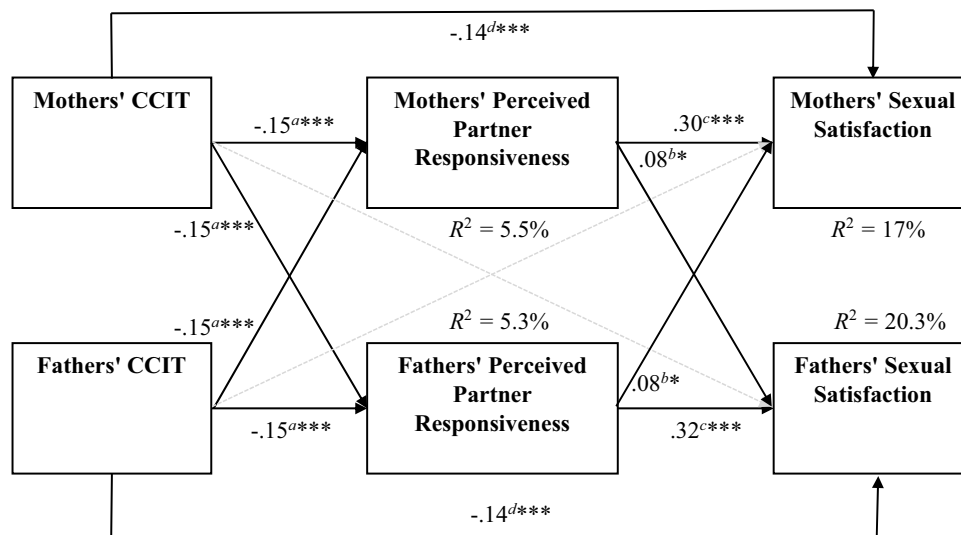 -.14ᵈ***
Mothers' CCIT
Mothers' Perceived
Partner
Responsiveness
Mothers' Sexual
Satisfaction
-.15ᵃ***
.30ᶜ***
.08ᵇ*
-.15ᵃ***
R² = 5.5%
R² = 17%
-.15ᵃ***
R² = 5.3%
R² = 20.3%
Fathers' CCIT
Fathers' Perceived
Partner
Responsiveness
Fathers' Sexual
Satisfaction
.08ᵇ*
-.15ᵃ***
.32ᶜ***
-.14ᵈ***